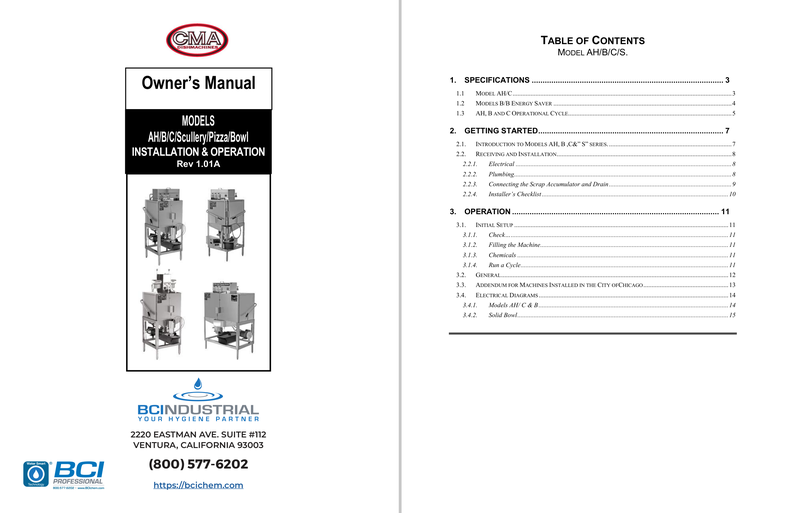 CMA
DISHMACHINES
Owner's Manual
MODELS
AH/B/C/Scullery/Pizza/Bowl
INSTALLATION & OPERATION
Rev 1.01A
BCINDUSTRIAL
YOUR HYGIENE PARTNER
2220 EASTMAN AVE. SUITE #112
VENTURA, CALIFORNIA 93003
(800) 577-6202
https://bcichem.com
BCI
PROFESSIONAL
TABLE OF CONTENTS
MODEL AH/B/C/S.
1. SPECIFICATIONS 3
1.1 MODEL AH/C 3
1.2 MODELS B/B ENERGY SAVER 4
1.3 AH, B AND C OPERATIONAL CYCLE 5
2. GETTING STARTED 7
2.1. INTRODUCTION TO MODELS AH, B ,C&" S" SERIES. 7
2.2. RECEIVING AND INSTALLATION 8
2.2.1. Electrical 8
2.2.2. Plumbing 8
2.2.3. Connecting the Scrap Accumulator and Drain 9
2.2.4. Installer's Checklist 10
3. OPERATION 11
3.1. INITIAL SETUP 11
3.1.1. Check 11
3.1.2. Filling the Machine 11
3.1.3. Chemicals 11
3.1.4. Run a Cycle 11
3.2. GENERAL 12
3.3. ADDENDUM FOR MACHINES INSTALLED IN THE CITY OFCHICAGO 13
3.4. ELECTRICAL DIAGRAMS 14
3.4.1. Models AH/ C & B 14
3.4.2. Solid Bowl 15